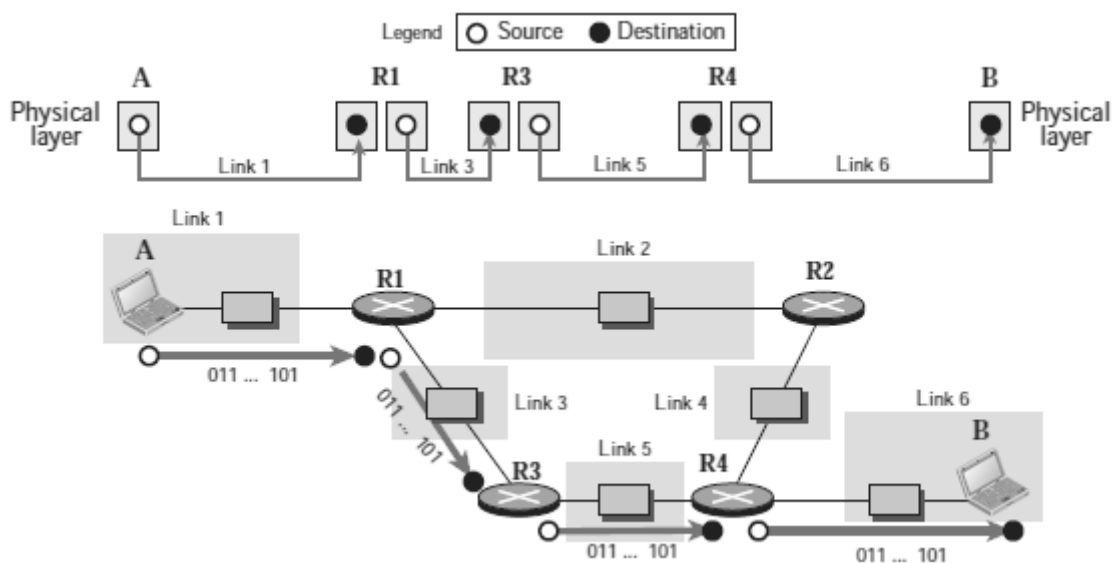 Legend Source Destination
A R1 R3 R4 B
Physical layer
Physical layer
Link 1 Link 3 Link 5 Link 6
Link 1
A
R1
Link 2
R2
011 ... 101
011 ... 101
Link 3
Link 4
Link 6
B
R3
Link 5
R4
011 ... 101
011 ... 101